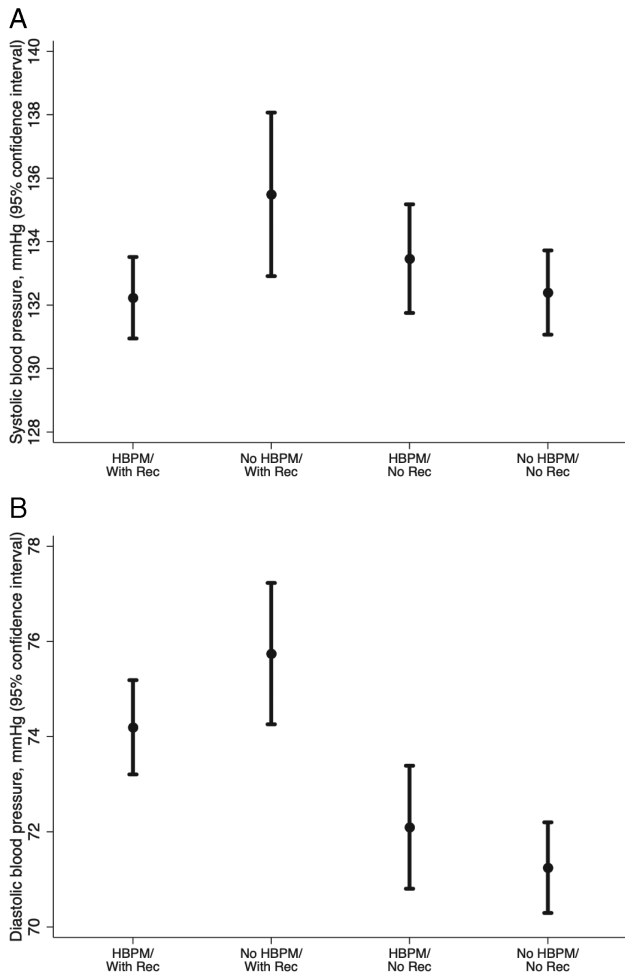 A
Systolic blood pressure, mmHg (95% confidence interval)
140
138
136
134
132
130
128
HBPM/
With Rec
No HBPM/
With Rec
HBPM/
No Rec
No HBPM/
No Rec
B
Diastolic blood pressure, mmHg (95% confidence interval)
78
76
74
72
70
HBPM/
With Rec
No HBPM/
With Rec
HBPM/
No Rec
No HBPM/
No Rec